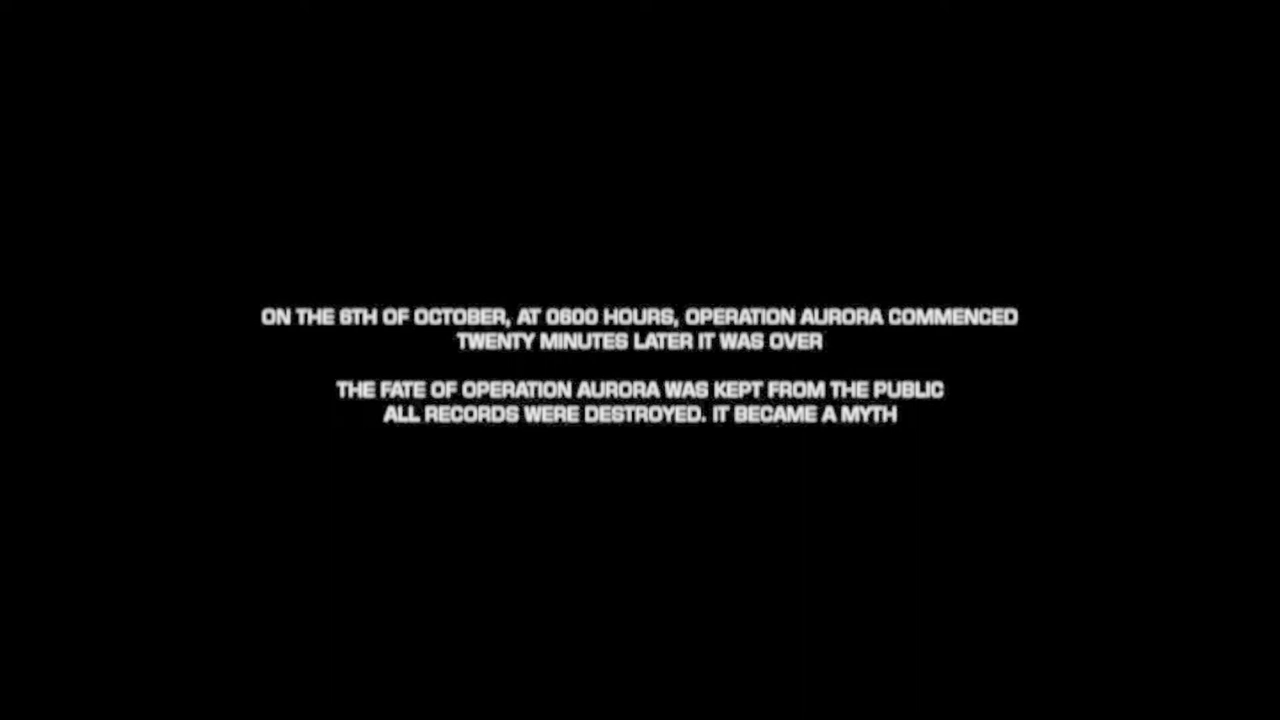 ON THE 6TH OF OCTOBER, AT 0600 HOURS, OPERATION AURORA COMMENCED
TWENTY MINUTES LATER IT WAS OVER
THE FATE OF OPERATION AURORA WAS KEPT FROM THE PUBLIC
ALL RECORDS WERE DESTROYED. IT BECAME A MYTH